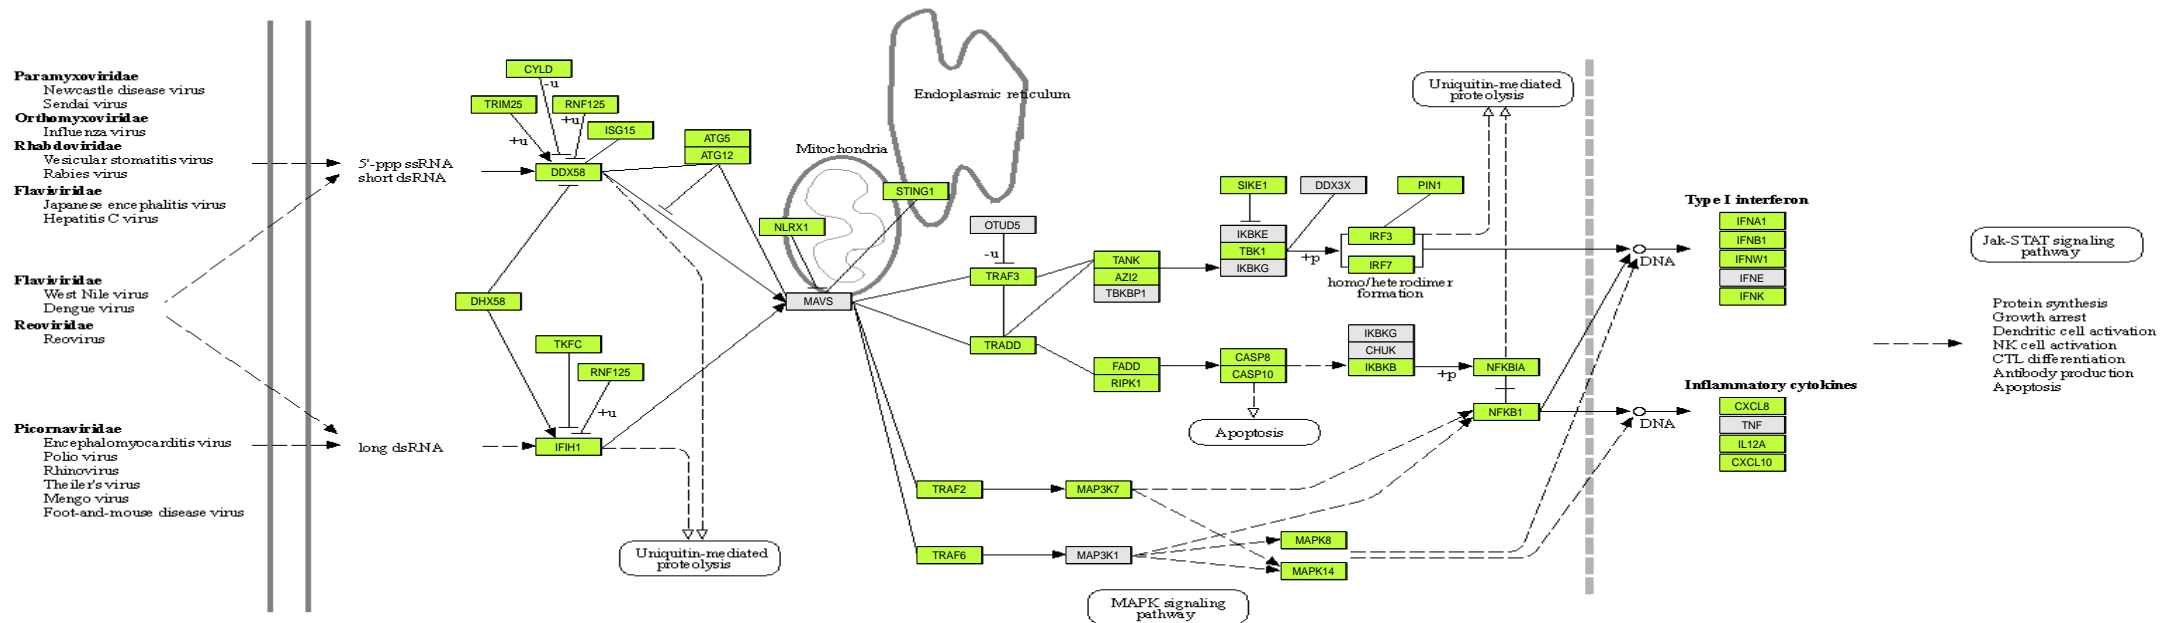 Paramyxoviridae
Newcastle disease virus
Sendai virus
Orthomyxoviridae
Influenza virus
Rhabdoviridae
Vesicular stomatitis virus
Rabies virus
Flaviviridae
Japanese encephalitis virus
Hepatitis C virus
Flaviviridae
West Nile virus
Dengue virus
Reoviridae
Reovirus
Picornaviridae
Encephalomyocarditis virus
Polio virus
Rhinovirus
Theiler's virus
Mengo virus
Foot-and-mouse disease virus
5'-ppp ssRNA
short dsRNA
long dsRNA
CYLD
-u
TRIM25
RNF125
+u
+u
ISG15
DDX58
ATG5
ATG12
DHX58
TKFC
RNF125
+u
IFIH1
Uniquitin-mediated
proteolysis
Mitochondria
Endoplasmic reticulum
STING1
NLRX1
MAVS
OTUD5
-u
TRAF3
TRADD
TANK
AZI2
TBKBP1
FADD
RIPK1
TRAF2
MAP3K7
TRAF6
MAP3K1
MAPK8
MAPK14
MAPK signaling
pathway
SIKE1
DDX3X
PIN1
IKBKE
TBK1
IKBKG
+p
IRF3
IRF7
homo/heterodimer
formation
Uniquitin-mediated
proteolysis
CASP8
CASP10
Apoptosis
IKBKG
CHUK
IKBKB
+p
NFKBIA
NFKB1
DNA
DNA
Type I interferon
IFNA1
IFNB1
IFNW1
IFNE
IFNK
Inflammatory cytokines
CXCL8
TNF
IL12A
CXCL10
Jak-STAT signaling
pathway
Protein synthesis
Growth arrest
Dendritic cell activation
NK cell activation
CTL differentiation
Antibody production
Apoptosis